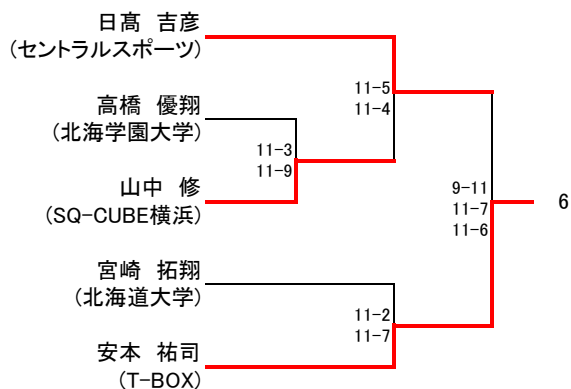 日髙 吉彦
(セントラルスポーツ)
11-5
11-4
高橋 優翔
(北海学園大学)
11-3
11-9
山中 修
(SQ-CUBE横浜)
9-11
11-7
11-6
6
宮崎 拓翔
(北海道大学)
11-2
11-7
安本 祐司
(T-BOX)